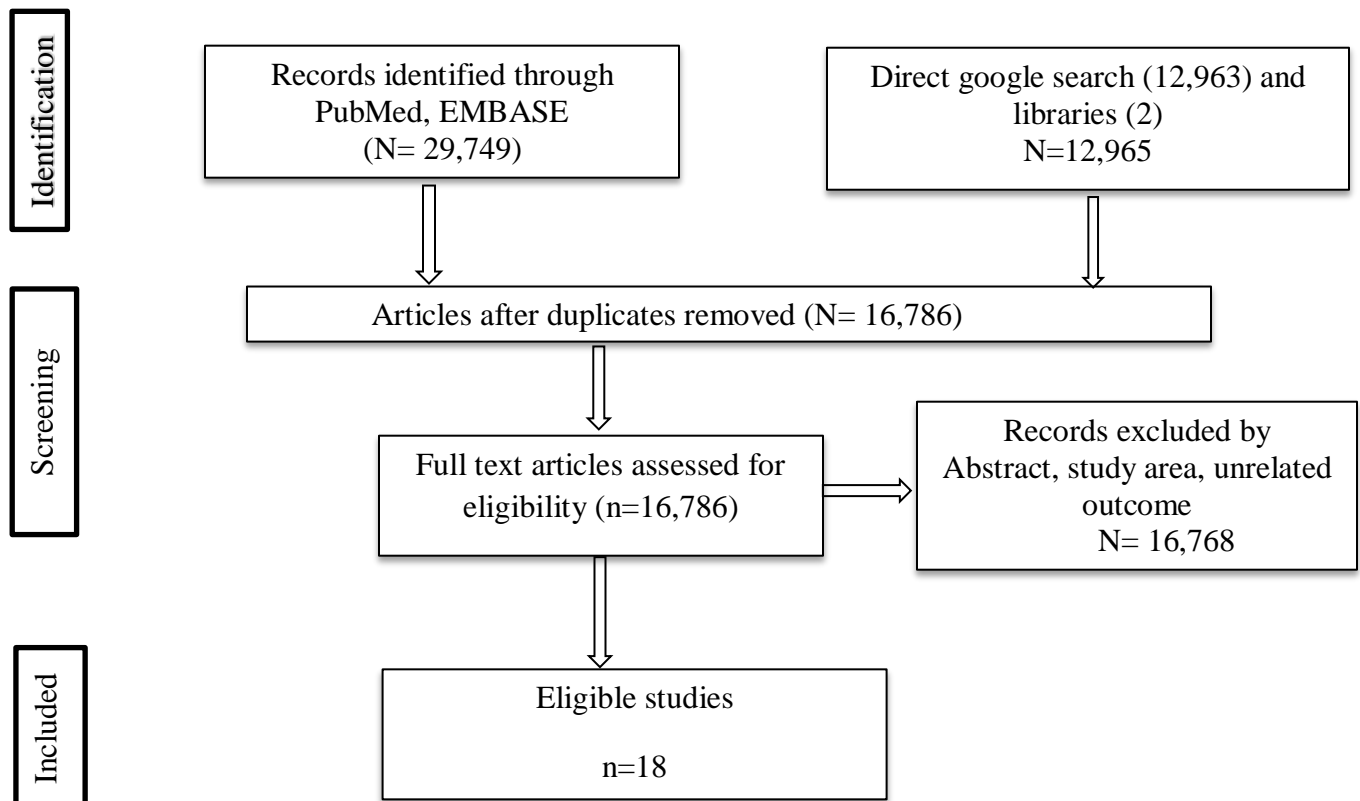 Identification
Records identified through
PubMed, EMBASE
(N= 29,749)
Direct google search (12,963) and
libraries (2)
N=12,965
Screening
Articles after duplicates removed (N= 16,786)
Full text articles assessed for
eligibility (n=16,786)
Records excluded by
Abstract, study area, unrelated
outcome
N= 16,768
Included
Eligible studies
n=18